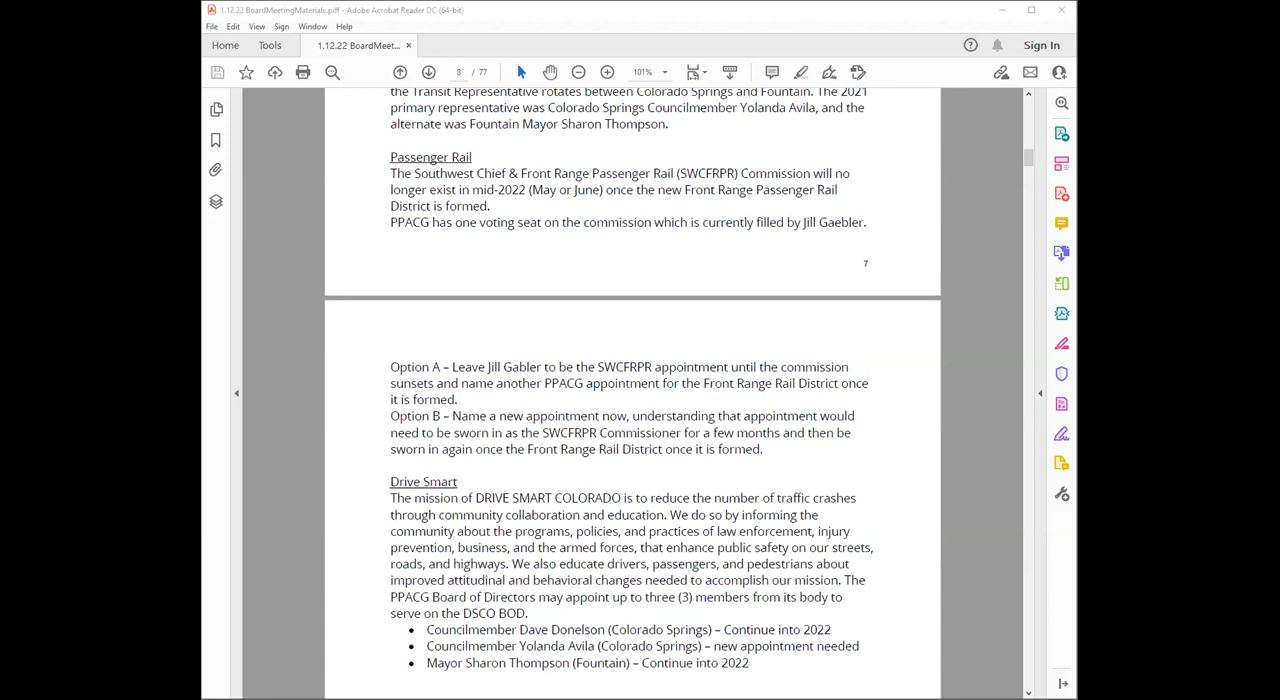 1.12.22 BoardMeetingMaterials.pdf - Adobe Acrobat Reader DC (64-bit)
File Edit View Sign Window Help
Home Tools 1.12.22 BoardMeet... × Sign In
8 / 77 101%
the Transit Representative rotates between Colorado Springs and Fountain. The 2021
primary representative was Colorado Springs Councilmember Yolanda Avila, and the
alternate was Fountain Mayor Sharon Thompson.
Passenger Rail
The Southwest Chief & Front Range Passenger Rail (SWCFRPR) Commission will no
longer exist in mid-2022 (May or June) once the new Front Range Passenger Rail
District is formed.
PPACG has one voting seat on the commission which is currently filled by Jill Gaebler.
7
Option A – Leave Jill Gabler to be the SWCFRPR appointment until the commission
sunsets and name another PPACG appointment for the Front Range Rail District once
it is formed.
Option B – Name a new appointment now, understanding that appointment would
need to be sworn in as the SWCFRPR Commissioner for a few months and then be
sworn in again once the Front Range Rail District once it is formed.
Drive Smart
The mission of DRIVE SMART COLORADO is to reduce the number of traffic crashes
through community collaboration and education. We do so by informing the
community about the programs, policies, and practices of law enforcement, injury
prevention, business, and the armed forces, that enhance public safety on our streets,
roads, and highways. We also educate drivers, passengers, and pedestrians about
improved attitudinal and behavioral changes needed to accomplish our mission. The
PPACG Board of Directors may appoint up to three (3) members from its body to
serve on the DSCO BOD.
• Councilmember Dave Donelson (Colorado Springs) – Continue into 2022
• Councilmember Yolanda Avila (Colorado Springs) – new appointment needed
• Mayor Sharon Thompson (Fountain) – Continue into 2022